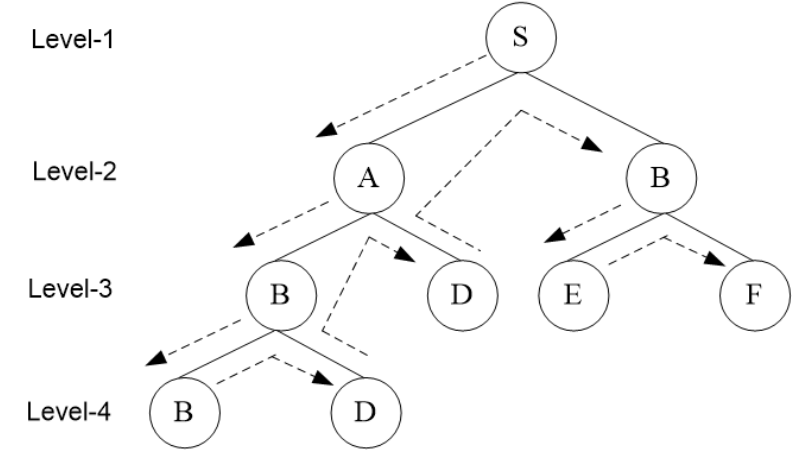 Level-1 S
Level-2 A B
Level-3 B D E F
Level-4 B D